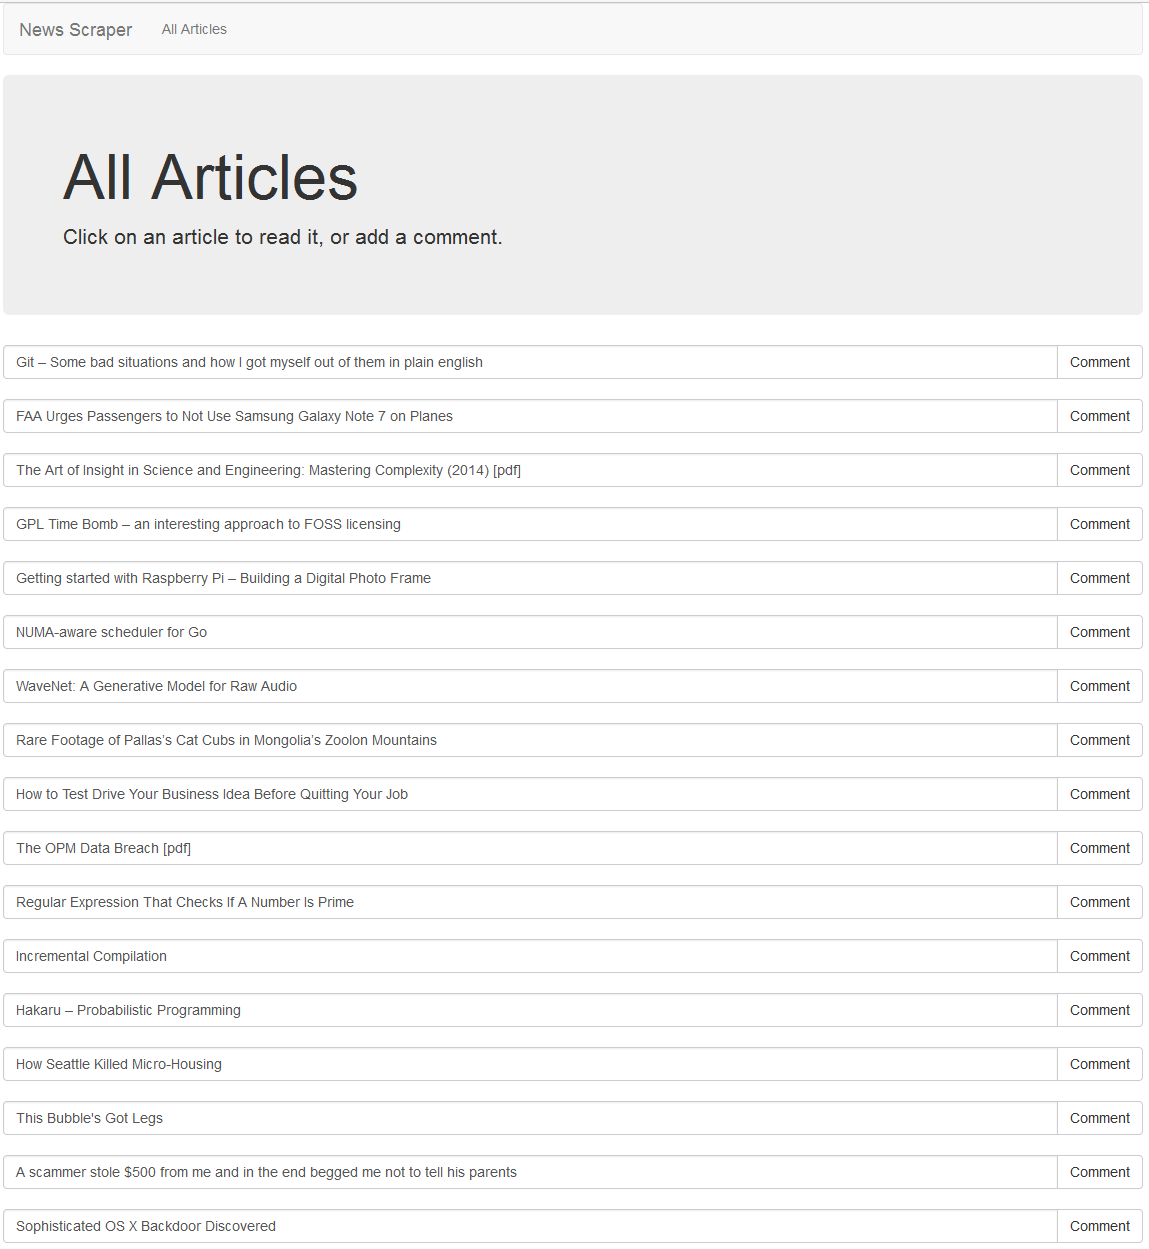 News Scraper All Articles
All Articles
Click on an article to read it, or add a comment.
Git – Some bad situations and how I got myself out of them in plain english Comment
FAA Urges Passengers to Not Use Samsung Galaxy Note 7 on Planes Comment
The Art of Insight in Science and Engineering: Mastering Complexity (2014) [pdf] Comment
GPL Time Bomb – an interesting approach to FOSS licensing Comment
Getting started with Raspberry Pi – Building a Digital Photo Frame Comment
NUMA-aware scheduler for Go Comment
WaveNet: A Generative Model for Raw Audio Comment
Rare Footage of Pallas’s Cat Cubs in Mongolia’s Zoolon Mountains Comment
How to Test Drive Your Business Idea Before Quitting Your Job Comment
The OPM Data Breach [pdf] Comment
Regular Expression That Checks If A Number Is Prime Comment
Incremental Compilation Comment
Hakaru – Probabilistic Programming Comment
How Seattle Killed Micro-Housing Comment
This Bubble's Got Legs Comment
A scammer stole $500 from me and in the end begged me not to tell his parents Comment
Sophisticated OS X Backdoor Discovered Comment